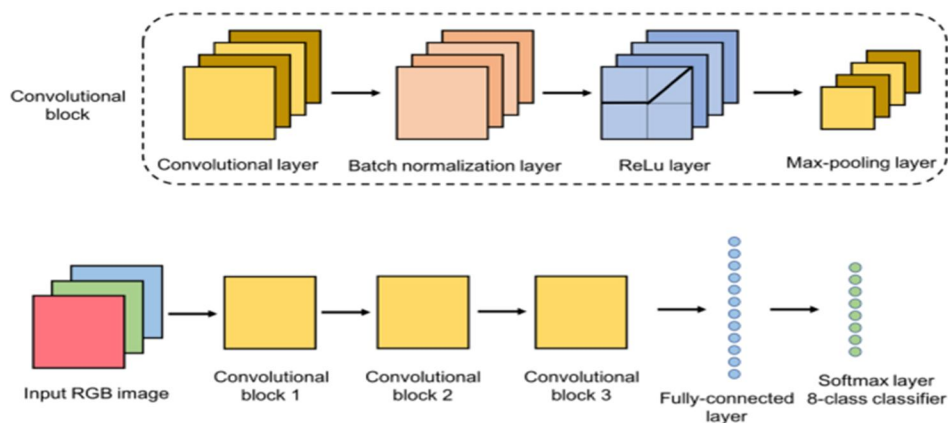 Convolutional
block
Convolutional layer
Batch normalization layer
ReLu layer
Max-pooling layer
Input RGB image
Convolutional
block 1
Convolutional
block 2
Convolutional
block 3
Fully-connected
layer
Softmax layer
8-class classifier